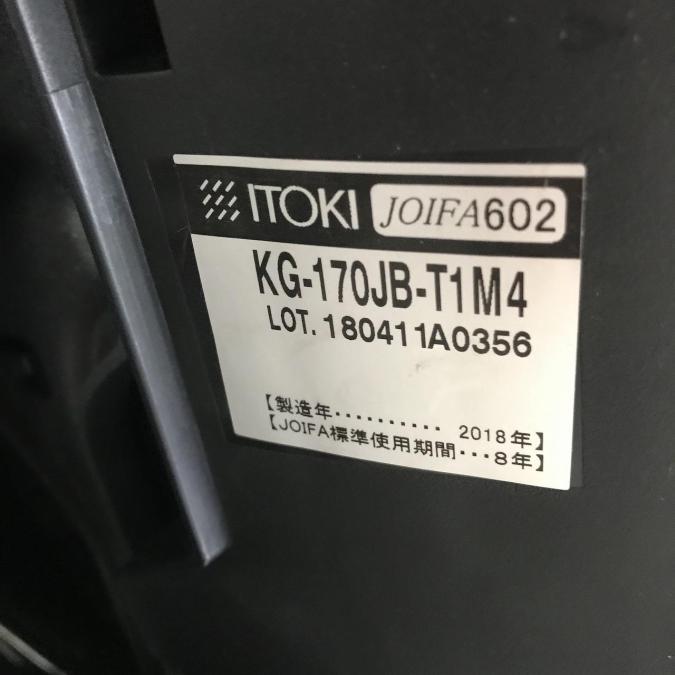 ITOKI JOIFA602
KG-170JB-T1M4
LOT. 180411A0356
【製造年.......... 2018年】
【JOIFA標準使用期間...8年】